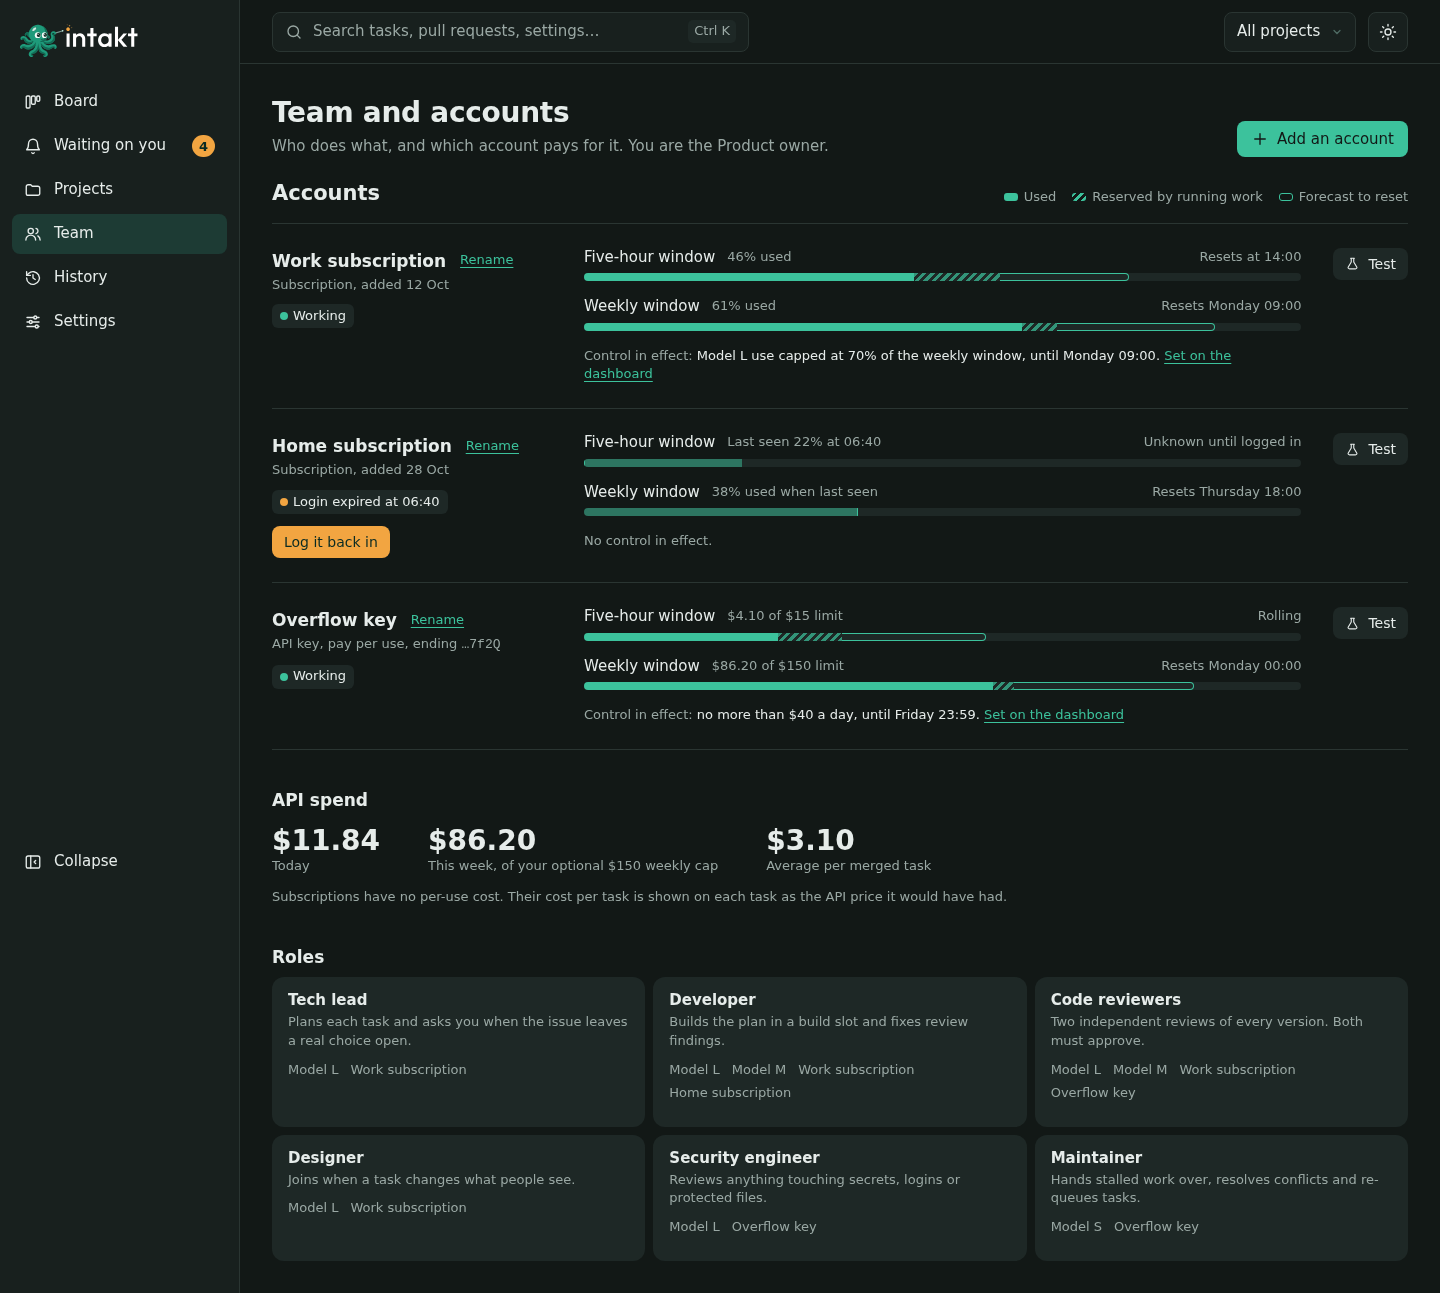 intakt
Search tasks, pull requests, settings...
Ctrl K
All projects
Board
Waiting on you
4
Projects
Team
History
Settings
Collapse
Team and accounts
Who does what, and which account pays for it. You are the Product owner.
Add an account
Accounts
Used
Reserved by running work
Forecast to reset
Work subscription
Rename
Subscription, added 12 Oct
Working
Five-hour window
46% used
Resets at 14:00
Weekly window
61% used
Resets Monday 09:00
Control in effect: Model L use capped at 70% of the weekly window, until Monday 09:00. Set on the
dashboard
Test
Home subscription
Rename
Subscription, added 28 Oct
Login expired at 06:40
Log it back in
Five-hour window
Last seen 22% at 06:40
Unknown until logged in
Weekly window
38% used when last seen
Resets Thursday 18:00
No control in effect.
Test
Overflow key
Rename
API key, pay per use, ending …7f2Q
Working
Five-hour window
$4.10 of $15 limit
Rolling
Weekly window
$86.20 of $150 limit
Resets Monday 00:00
Control in effect: no more than $40 a day, until Friday 23:59. Set on the dashboard
Test
API spend
$11.84
Today
$86.20
This week, of your optional $150 weekly cap
$3.10
Average per merged task
Subscriptions have no per-use cost. Their cost per task is shown on each task as the API price it would have had.
Roles
Tech lead
Plans each task and asks you when the issue leaves
a real choice open.
Model L Work subscription
Developer
Builds the plan in a build slot and fixes review
findings.
Model L Model M Work subscription
Home subscription
Code reviewers
Two independent reviews of every version. Both
must approve.
Model L Model M Work subscription
Overflow key
Designer
Joins when a task changes what people see.
Model L Work subscription
Security engineer
Reviews anything touching secrets, logins or
protected files.
Model L Overflow key
Maintainer
Hands stalled work over, resolves conflicts and re-
queues tasks.
Model S Overflow key